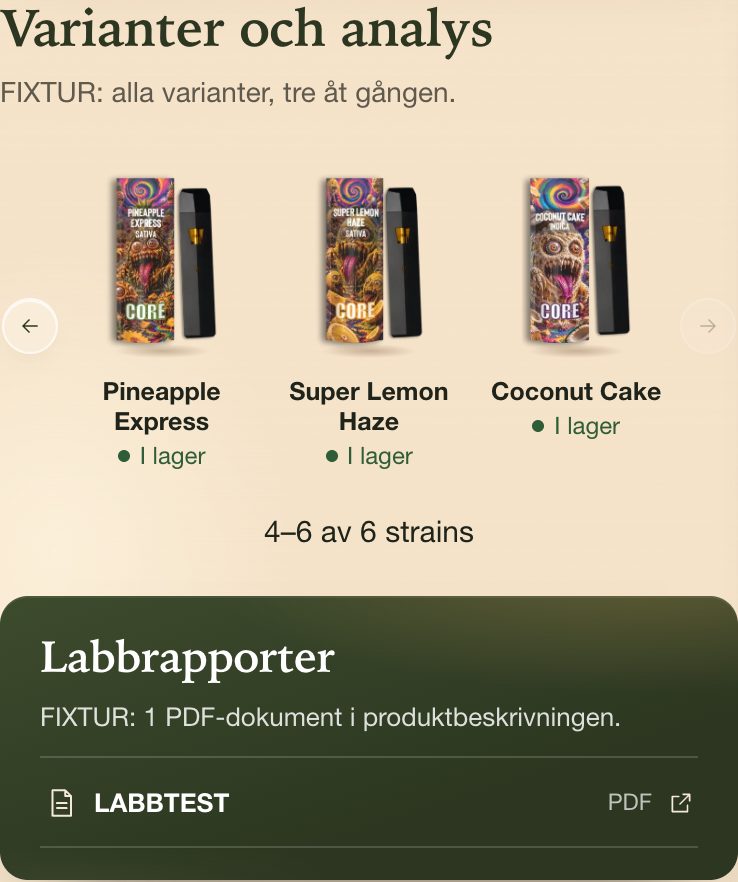 Varianter och analys
FIXTUR: alla varianter, tre åt gången.
PINEAPPLE
EXPRESS
SATIVA
CORE
SUPER LEMON
HAZE
SATIVA
CORE
COCONUT CAKE
INDICA
CORE
Pineapple
Express
I lager
Super Lemon
Haze
I lager
Coconut Cake
I lager
4–6 av 6 strains
Labbrapporter
FIXTUR: 1 PDF-dokument i produktbeskrivningen.
LABBTEST
PDF